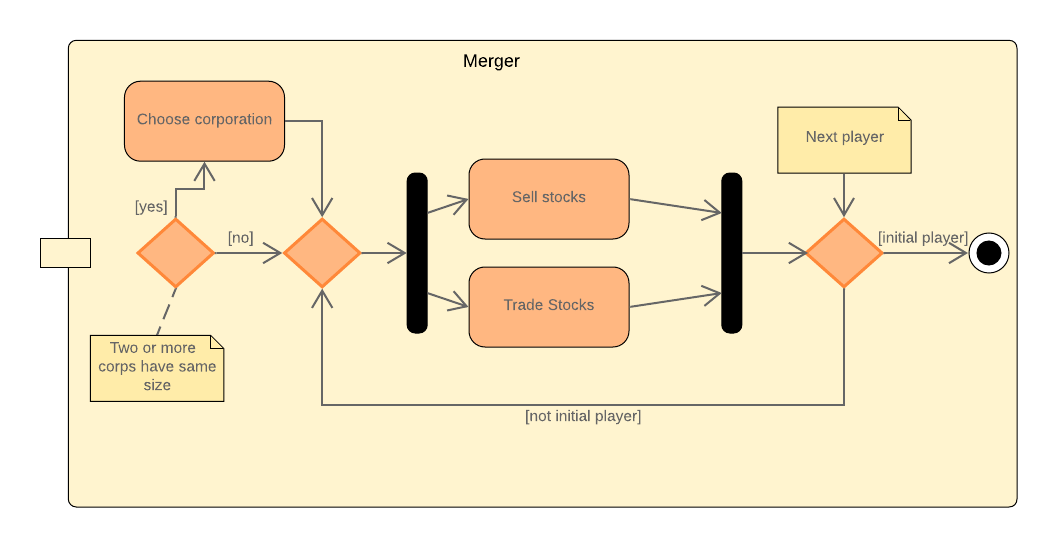 Merger
Choose corporation
Next player
[yes]
Sell stocks
[no]
[initial player]
Trade Stocks
Two or more
corps have same
size
[not initial player]